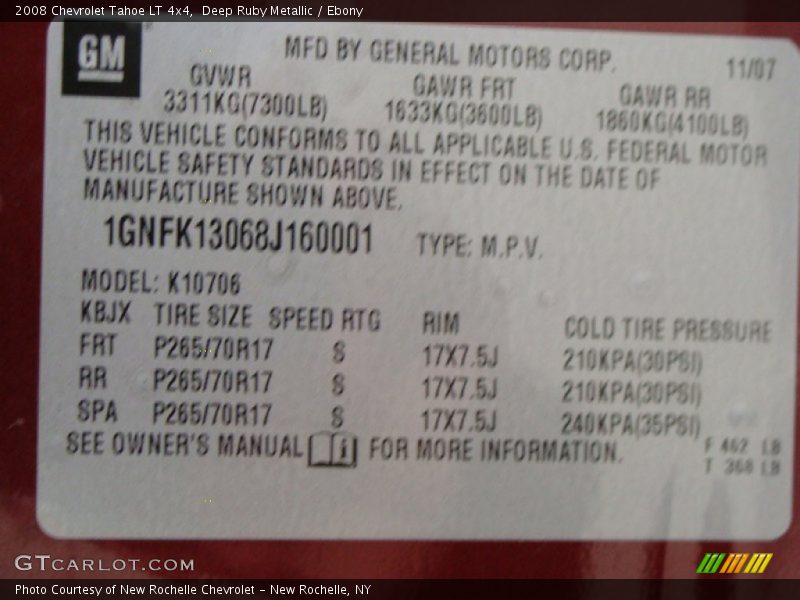 2008 Chevrolet Tahoe LT 4x4, Deep Ruby Metallic / Ebony
GM
MFD BY GENERAL MOTORS CORP.
11/07
GVWR GAWR FRT GAWR RR
3311KG(7300LB) 1633KG(3600LB) 1860KG(4100LB)
THIS VEHICLE CONFORMS TO ALL APPLICABLE U.S. FEDERAL MOTOR
VEHICLE SAFETY STANDARDS IN EFFECT ON THE DATE OF
MANUFACTURE SHOWN ABOVE.
1GNFK13068J160001 TYPE: M.P.V.
MODEL: K10706
KBJX TIRE SIZE SPEED RTG RIM COLD TIRE PRESSURE
FRT P265/70R17 S 17X7.5J 210KPA(30PSI)
RR P265/70R17 S 17X7.5J 210KPA(30PSI)
SPA P265/70R17 S 17X7.5J 240KPA(35PSI)
SEE OWNER'S MANUAL FOR MORE INFORMATION.
F 462 LB
T 368 LB
GTCARLOT.COM
Photo Courtesy of New Rochelle Chevrolet – New Rochelle, NY